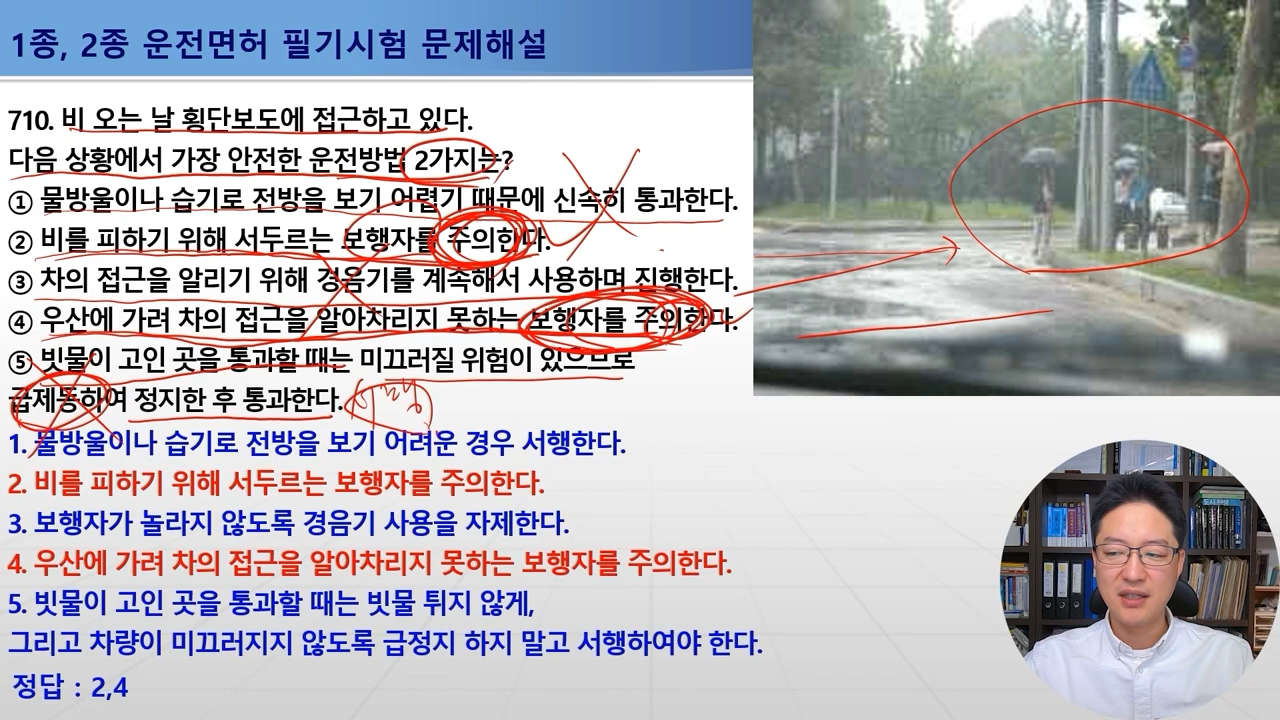 1종, 2종 운전면허 필기시험 문제해설
710. 비 오는 날 횡단보도에 접근하고 있다.
다음 상황에서 가장 안전한 운전방법 2가지는?
① 물방울이나 습기로 전방을 보기 어렵기 때문에 신속히 통과한다.
② 비를 피하기 위해 서두르는 보행자를 주의한다.
③ 차의 접근을 알리기 위해 경음기를 계속해서 사용하며 진행한다.
④ 우산에 가려 차의 접근을 알아차리지 못하는 보행자를 주의한다.
⑤ 빗물이 고인 곳을 통과할 때는 미끄러질 위험이 있으므로
급제동하여 정지한 후 통과한다.
1. 물방울이나 습기로 전방을 보기 어려운 경우 서행한다.
2. 비를 피하기 위해 서두르는 보행자를 주의한다.
3. 보행자가 놀라지 않도록 경음기 사용을 자제한다.
4. 우산에 가려 차의 접근을 알아차리지 못하는 보행자를 주의한다.
5. 빗물이 고인 곳을 통과할 때는 빗물 튀지 않게,
그리고 차량이 미끄러지지 않도록 급정지 하지 말고 서행하여야 한다.
정답 : 2,4